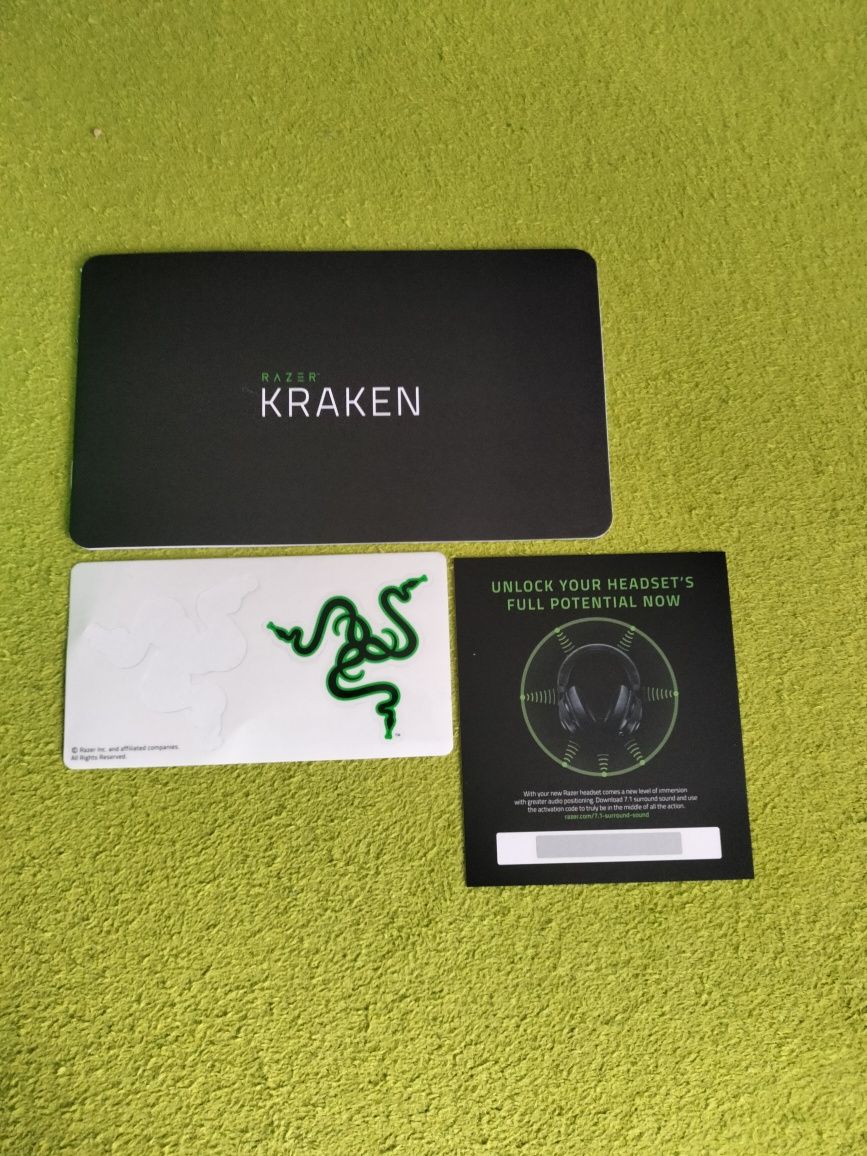 RAZER™
KRAKEN
™
© Razer Inc. and affiliated companies.
All Rights Reserved.
UNLOCK YOUR HEADSET'S
FULL POTENTIAL NOW
With your new Razer headset comes a new level of immersion
with greater audio positioning. Download 7.1 surround sound and use
the activation code to truly be in the middle of all the action.
razer.com/7.1-surround-sound